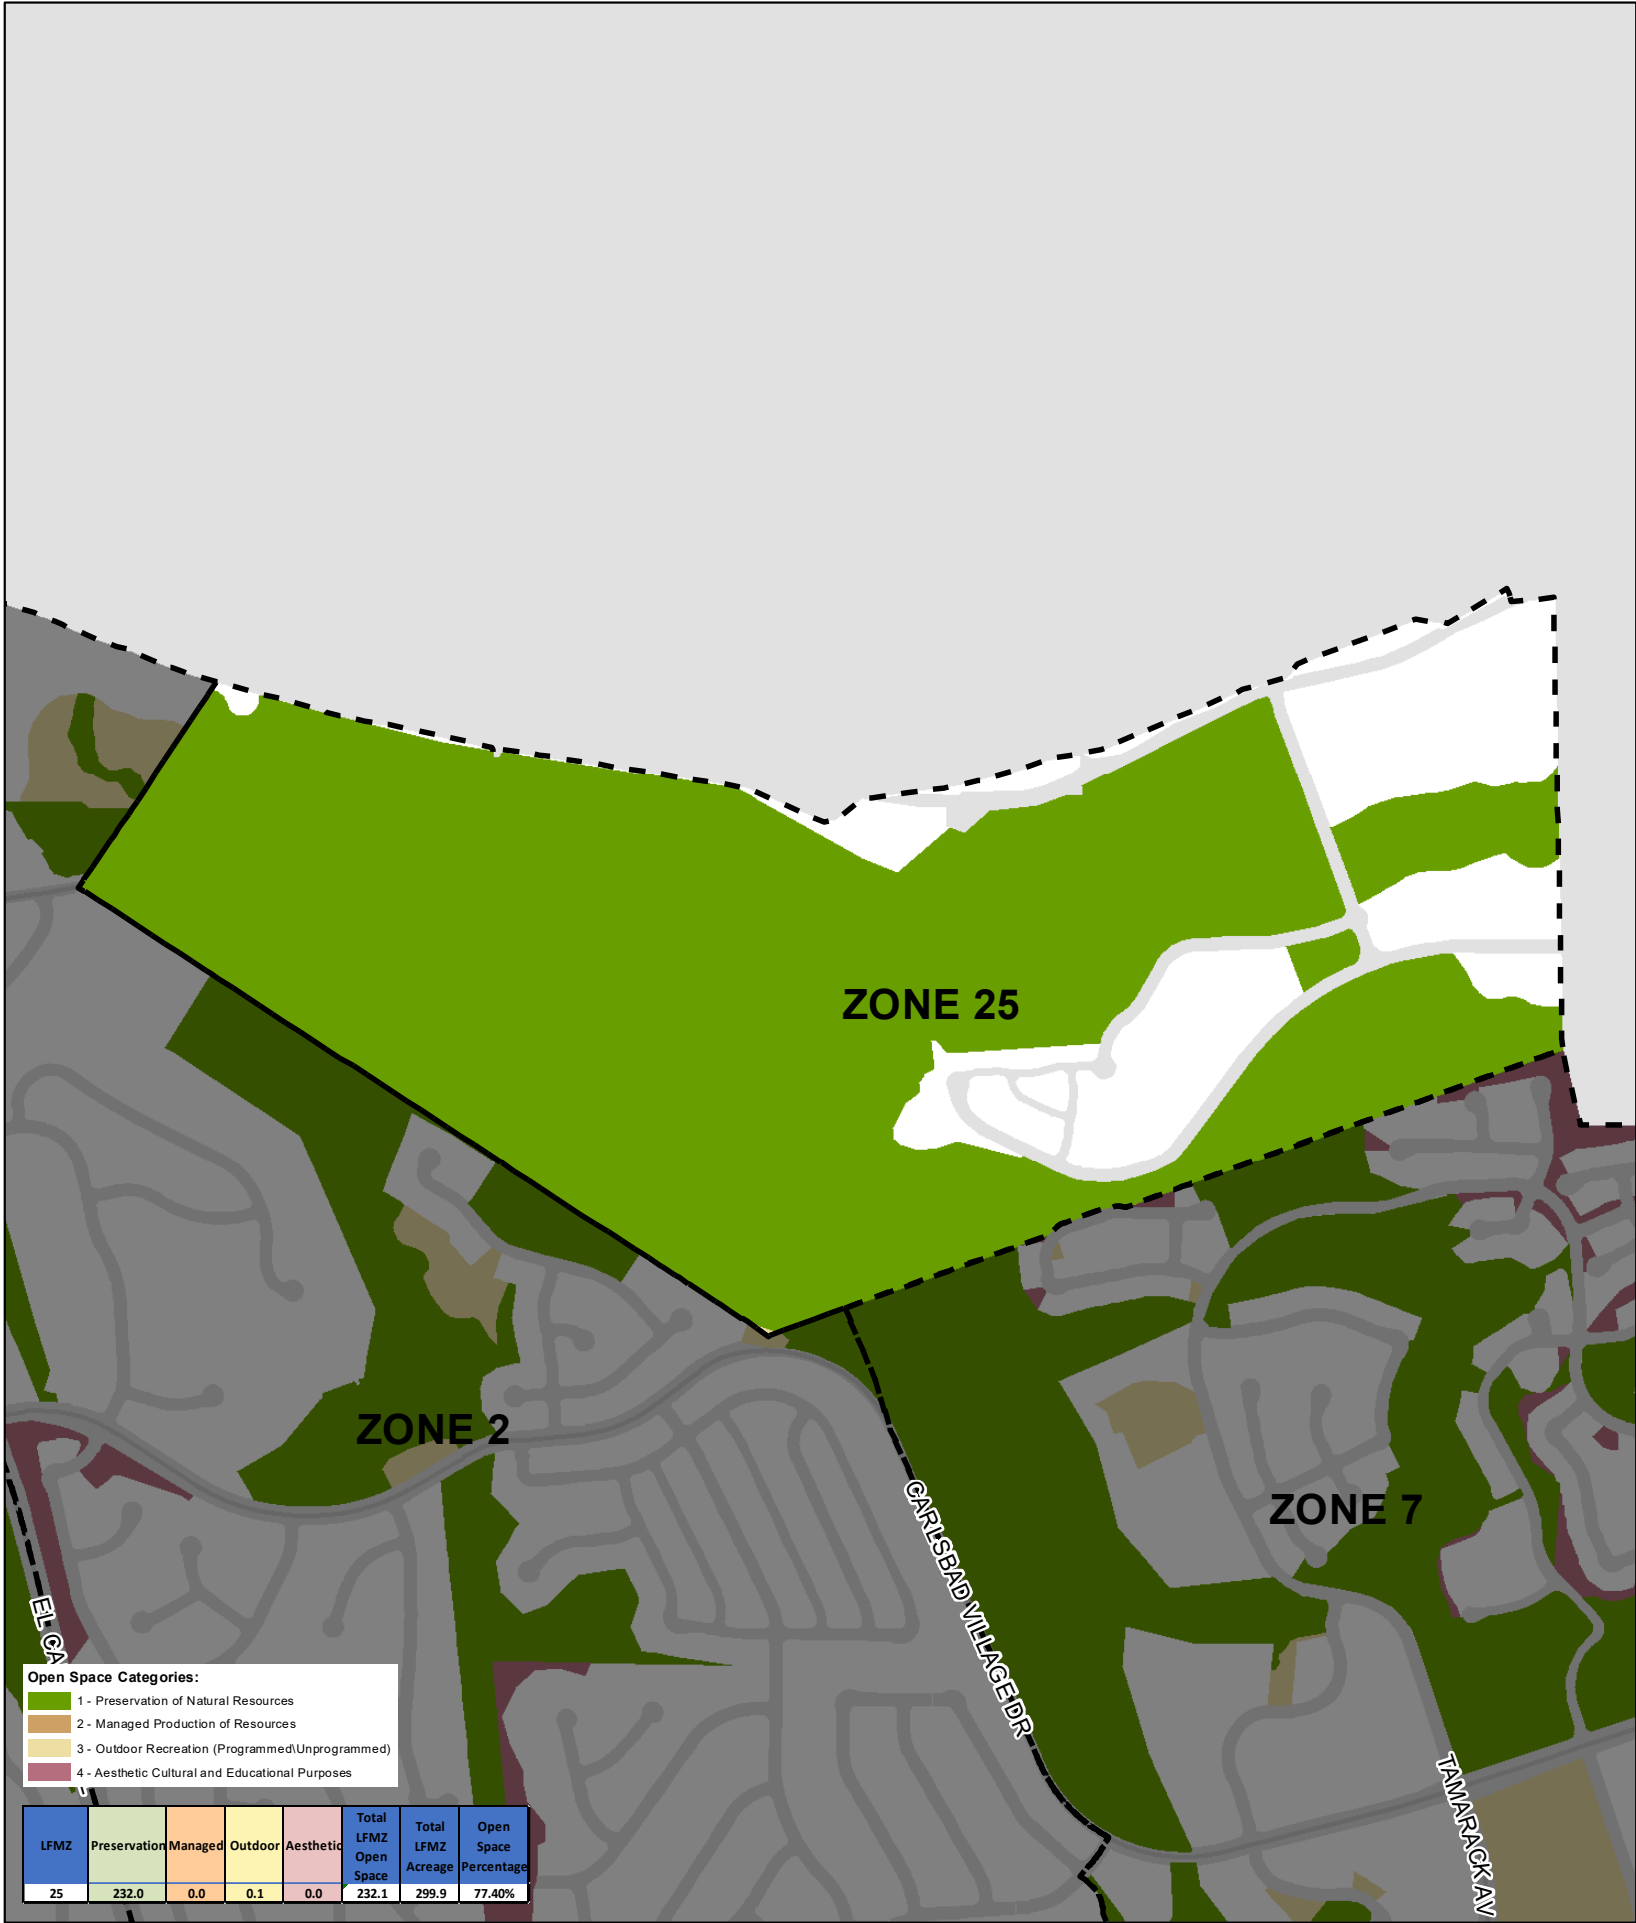 ZONE 25
ZONE 2
ZONE 7
CARLSBAD VILLAGE DR
EL CA
TAMARACK AV
Open Space Categories:
1 - Preservation of Natural Resources
2 - Managed Production of Resources
3 - Outdoor Recreation (Programmed\Unprogrammed)
4 - Aesthetic Cultural and Educational Purposes
LFMZ Preservation Managed Outdoor Aesthetic Total LFMZ Open Space Total LFMZ Acreage Open Space Percentage
25 232.0 0.0 0.1 0.0 232.1 299.9 77.40%